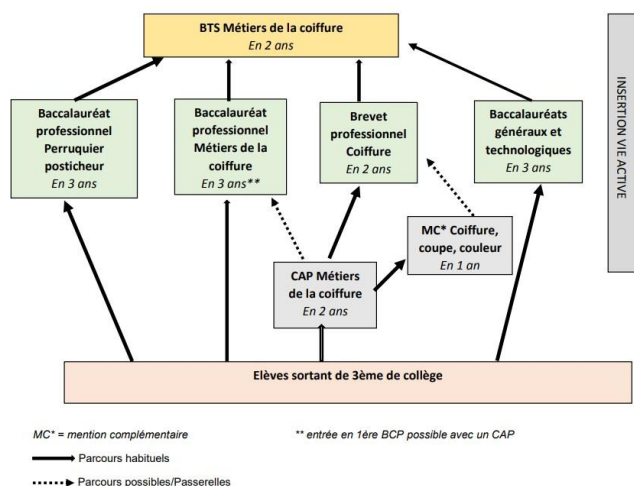 BTS Métiers de la coiffure
En 2 ans
Baccalauréat
professionnel
Perruquier
posticheur
En 3 ans
Baccalauréat
professionnel
Métiers de la
coiffure
En 3 ans**
Brevet
professionnel
Coiffure
En 2 ans
Baccalauréats
généraux et
technologiques
En 3 ans
INSERTION VIE ACTIVE
MC* Coiffure,
coupe, couleur
En 1 an
CAP Métiers
de la coiffure
En 2 ans
Elèves sortant de 3ème de collège
MC* = mention complémentaire
** entrée en 1ère BCP possible avec un CAP
Parcours habituels
Parcours possibles/Passerelles